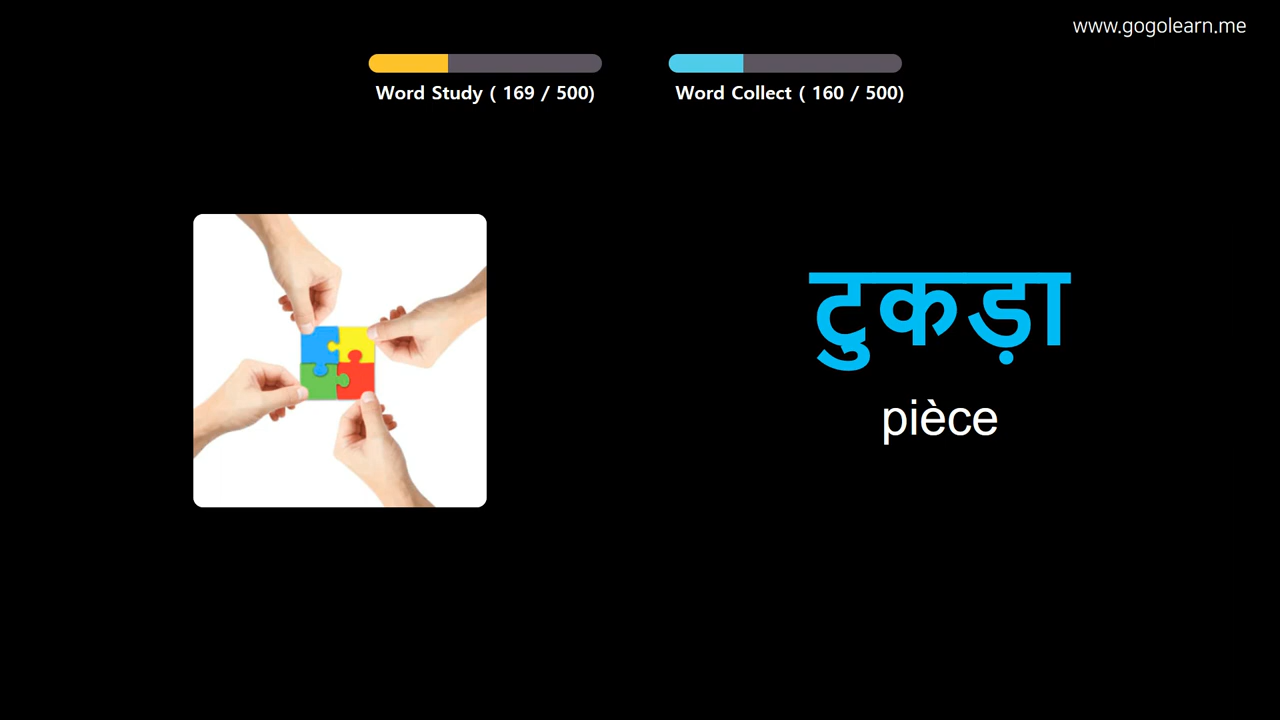 www.gogolearn.me
Word Study ( 169 / 500)
Word Collect ( 160 / 500)
टुकड़ा
pièce